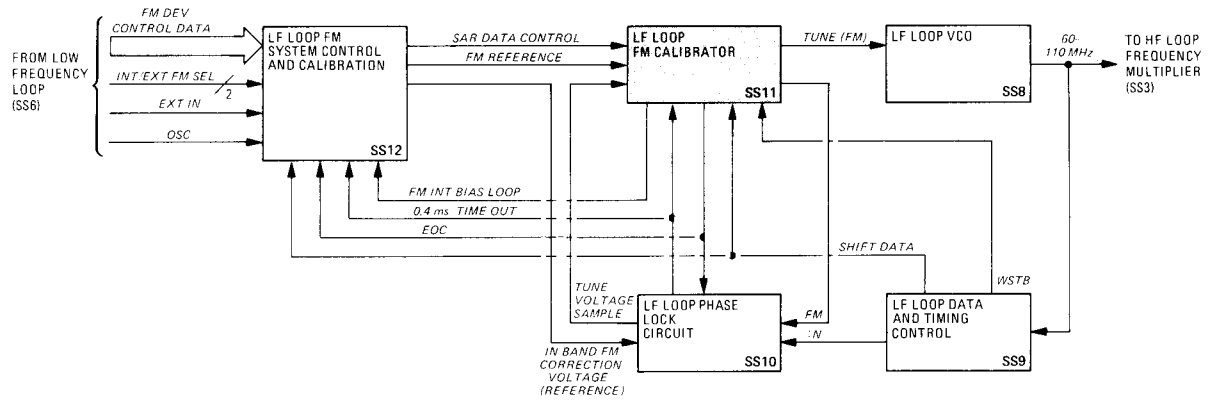 FM DEV
CONTROL DATA
FROM LOW
FREQUENCY
LOOP
(SS6)
INT/EXT FM SEL
2
EXT IN
OSC
LF LOOP FM
SYSTEM CONTROL
AND CALIBRATION
SS12
SAR DATA CONTROL
FM REFERENCE
LF LOOP
FM CALIBRATOR
SS11
TUNE (FM)
LF LOOP VCO
SS8
60-
110 MHz
TO HF LOOP
FREQUENCY
MULTIPLIER
(SS3)
FM INT BIAS LOOP
0.4 ms TIME OUT
EOC
SHIFT DATA
WSTB
TUNE
VOLTAGE
SAMPLE
LF LOOP PHASE
LOCK
CIRCUIT
SS10
FM
:N
LF LOOP DATA
AND TIMING
CONTROL
SS9
IN BAND FM
CORRECTION
VOLTAGE
(REFERENCE)